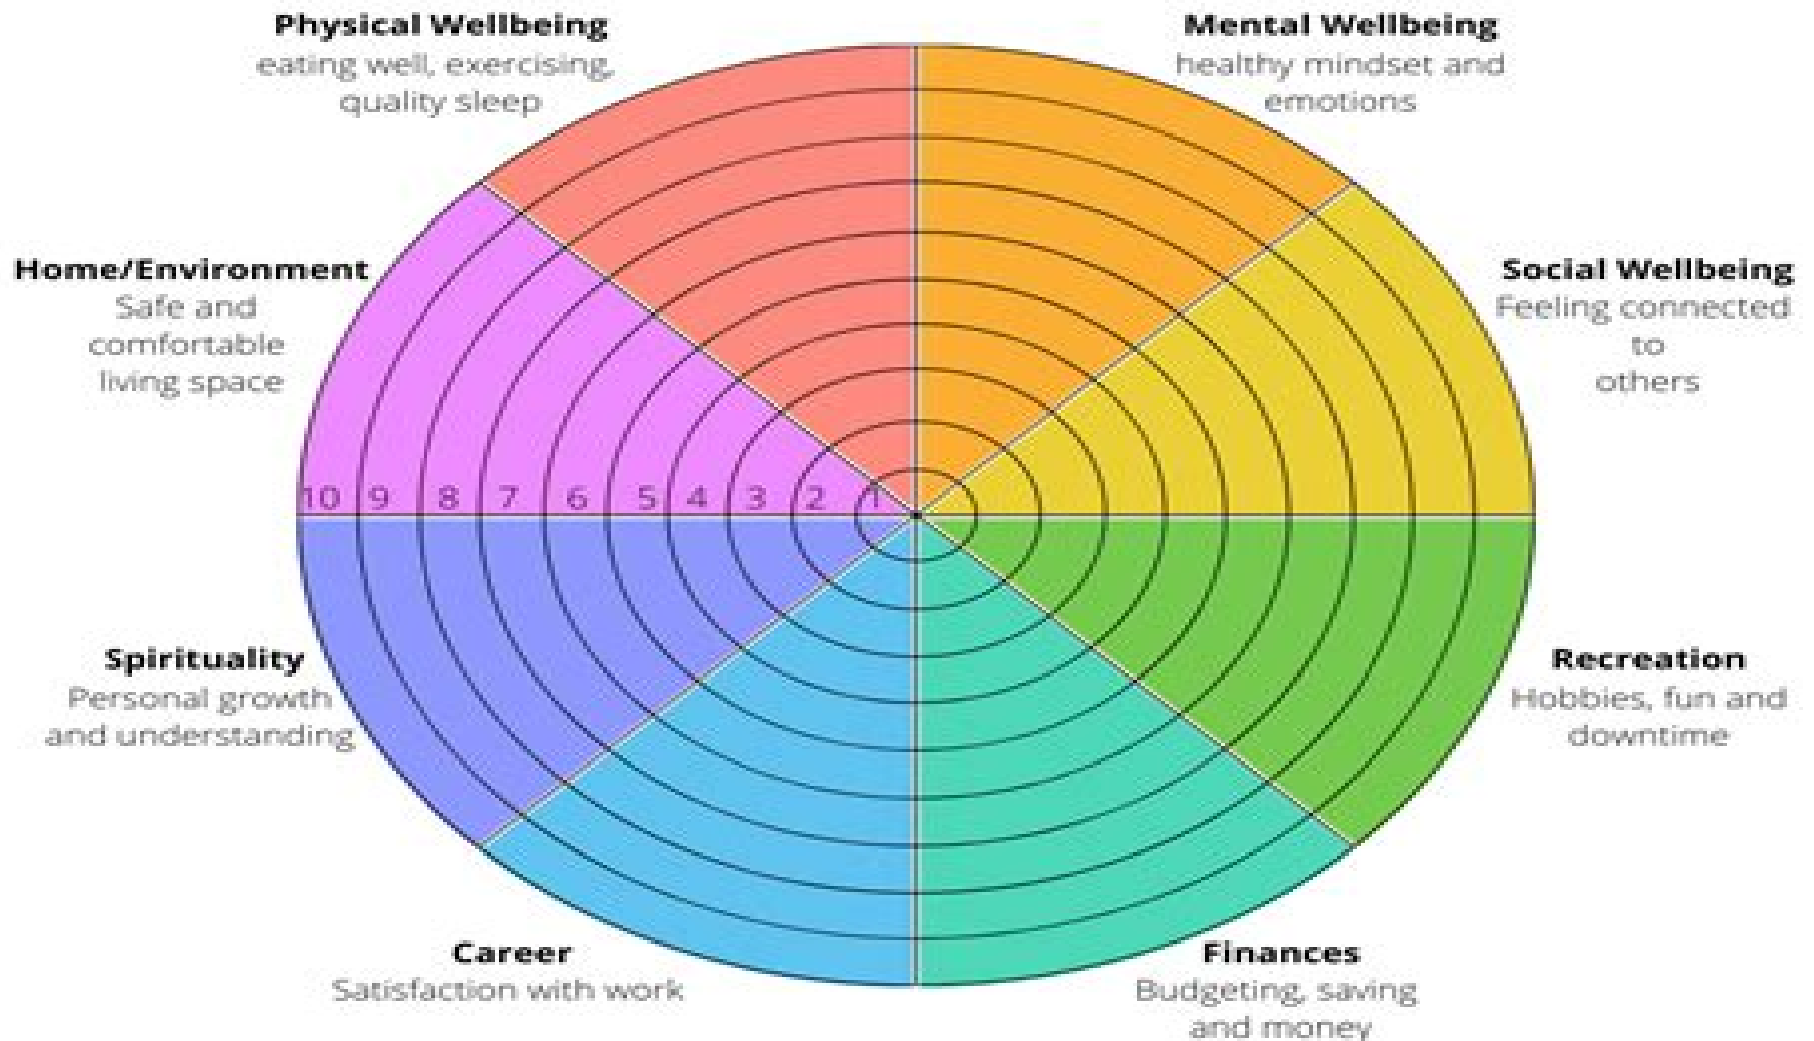 Physical Wellbeing
eating well, exercising,
quality sleep
Mental Wellbeing
healthy mindset and
emotions
Home/Environment
Safe and
comfortable
living space
Social Wellbeing
Feeling connected
to
others
10 9 8 7 6 5 4 3 2 1
Spirituality
Personal growth
and understanding
Recreation
Hobbies, fun and
downtime
Career
Satisfaction with work
Finances
Budgeting, saving
and money